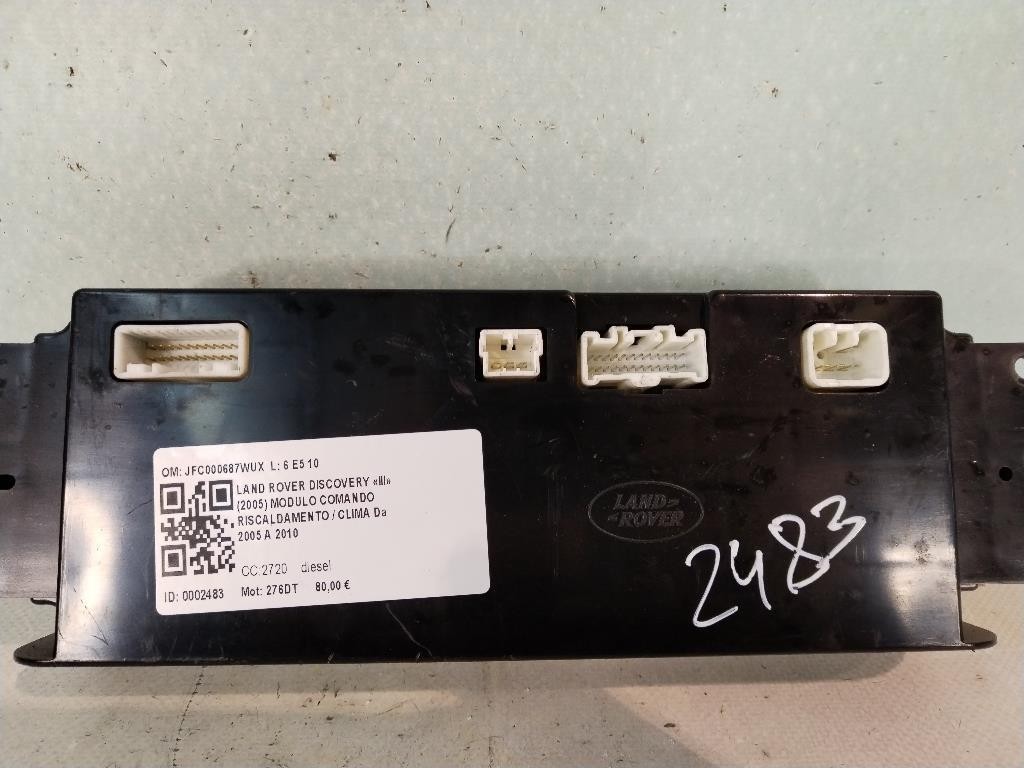 OM: JFC000687WUX L: 6 E5 10
LAND ROVER DISCOVERY «III»
(2005) MODULO COMANDO
RISCALDAMENTO / CLIMA Da
2005 A 2010
CC:2720 diesel
ID: 0002483 Mot: 276DT 80,00 €
LAND
ROVER
2483